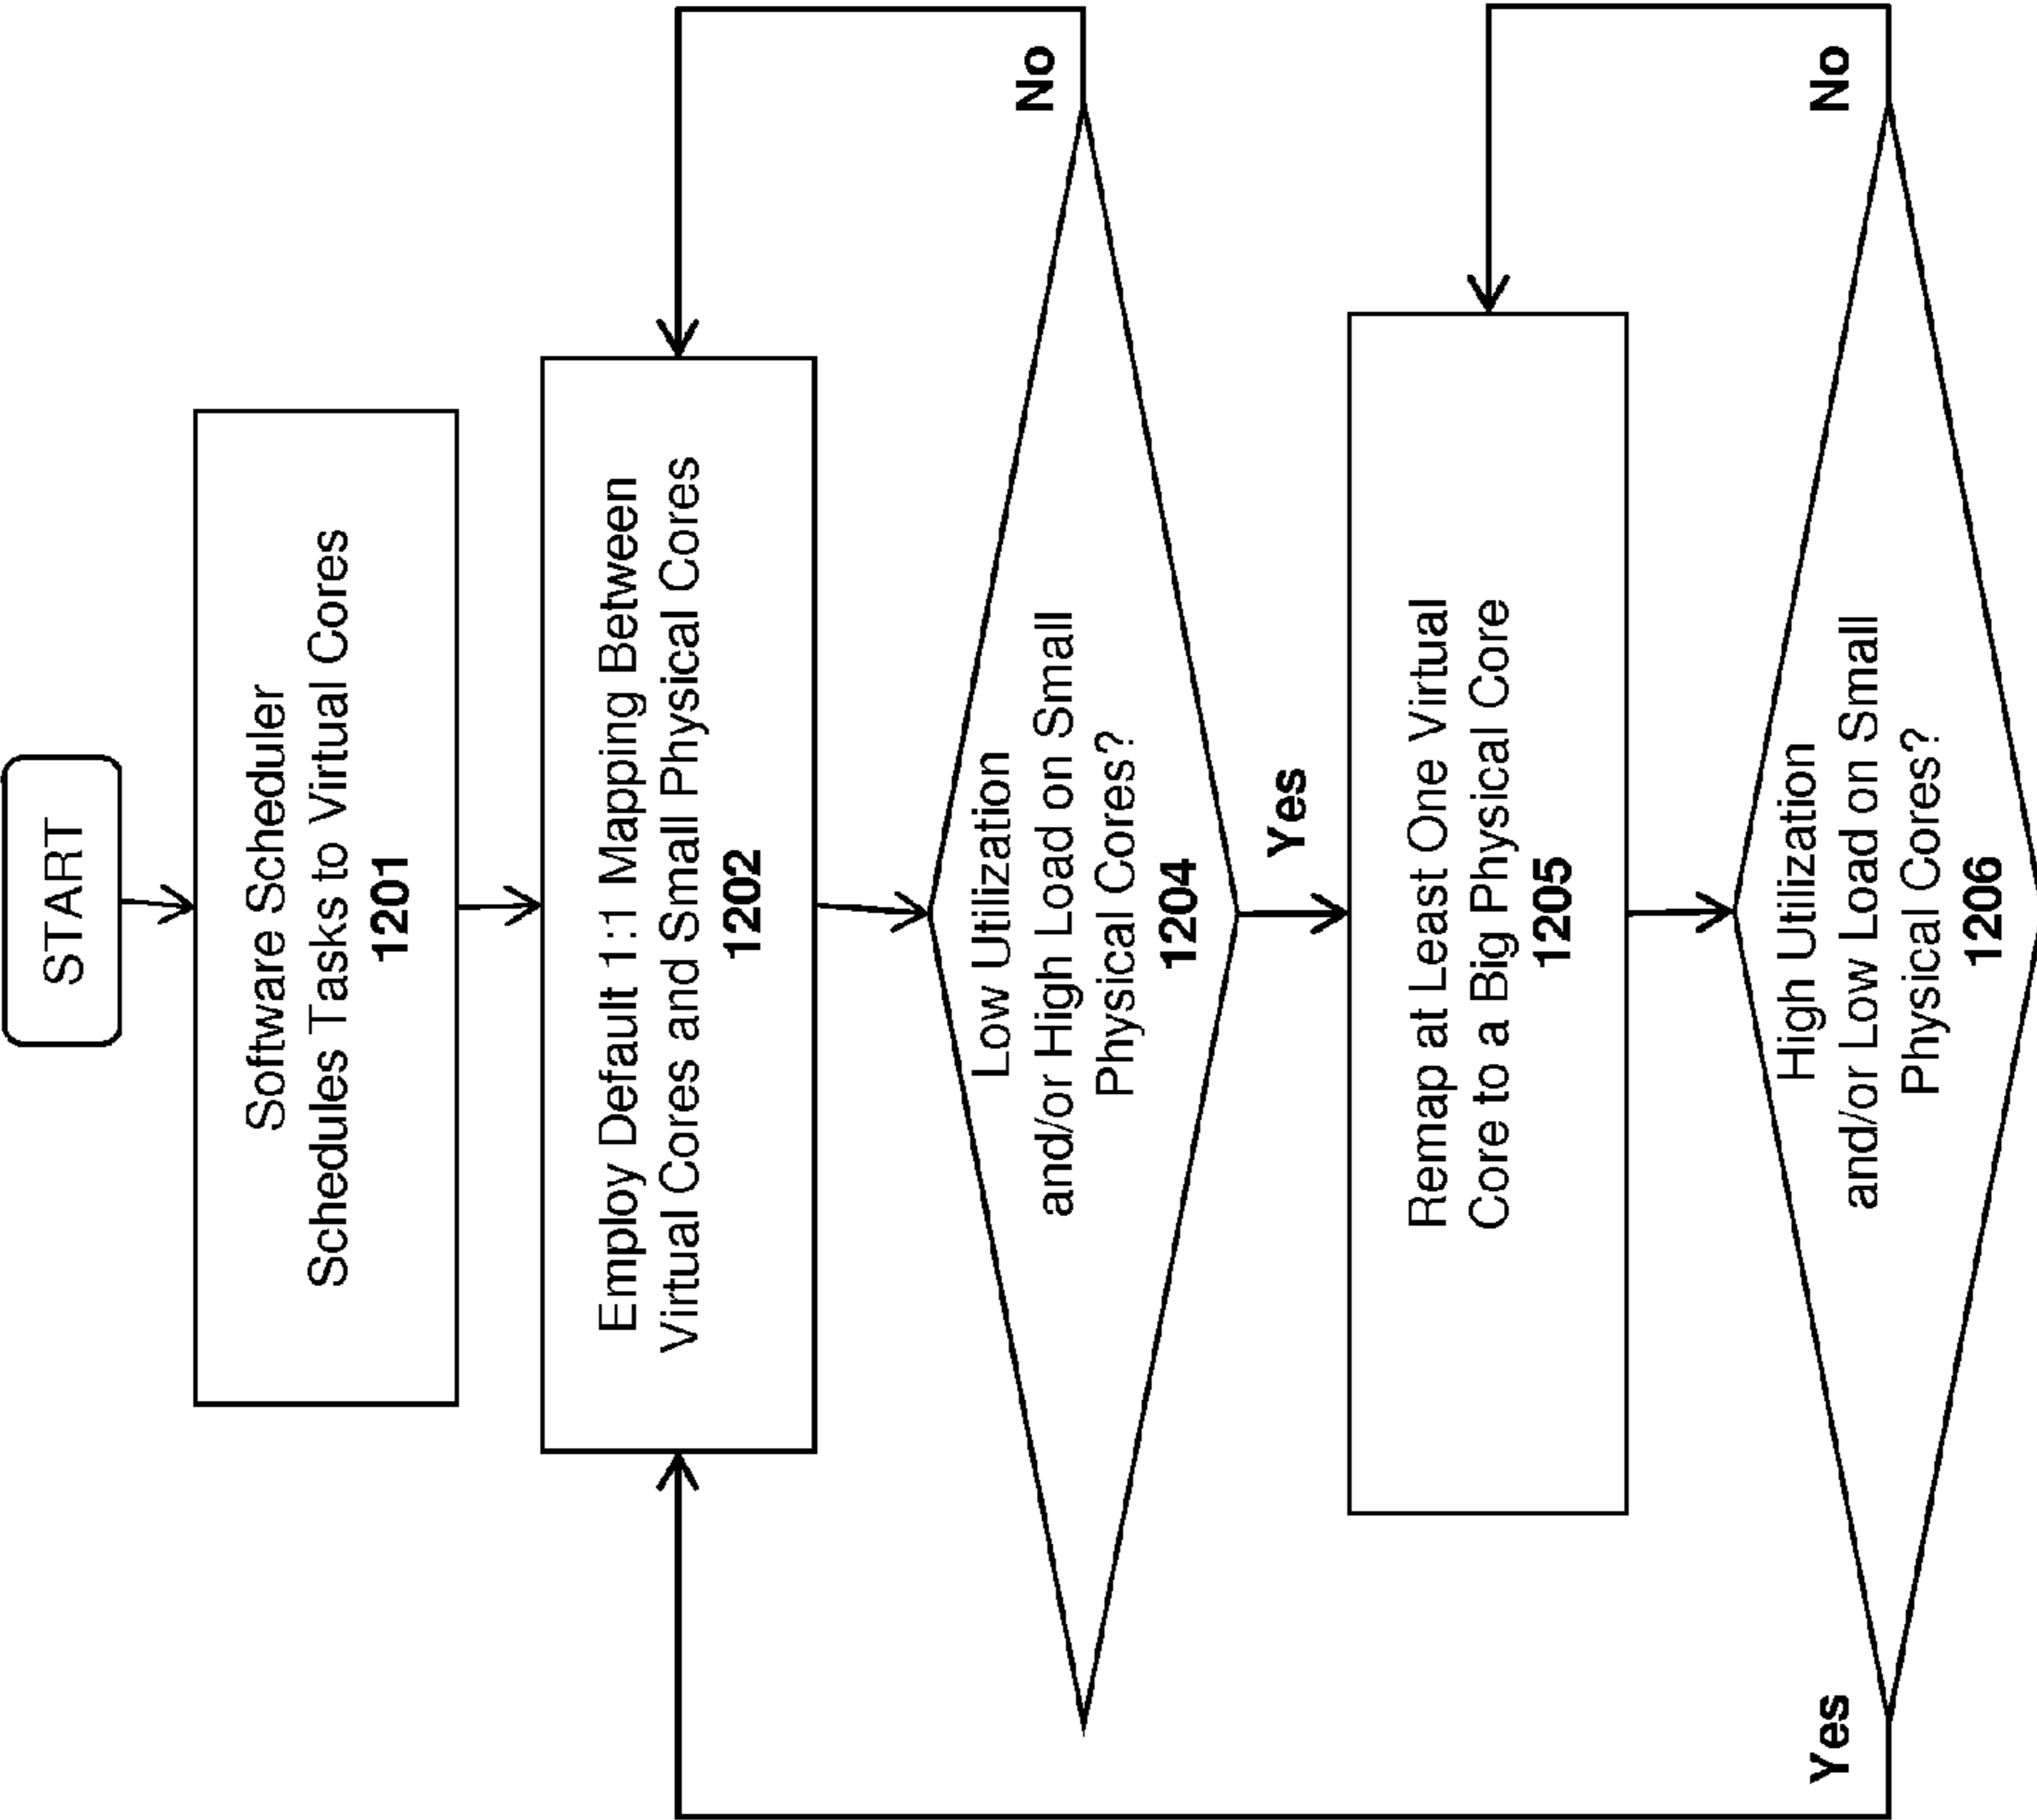 START
Software Scheduler
Schedules Tasks to Virtual Cores
1201
Employ Default 1:1 Mapping Between
Virtual Cores and Small Physical Cores
1202
Low Utilization
and/or High Load on Small
Physical Cores?
1204
No
Yes
Remap at Least One Virtual
Core to a Big Physical Core
1205
High Utilization
and/or Low Load on Small
Physical Cores?
1206
Yes
No